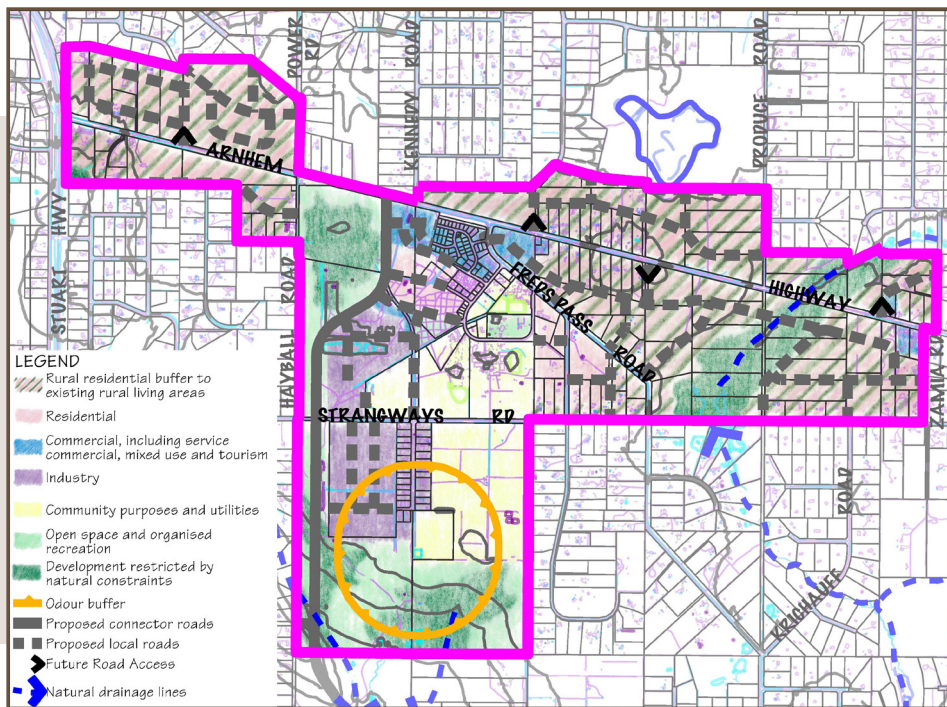 POWER
RD
KENNEDY
ROAD
PRODUCE
ROAD
ARNHEM
STUART
HWY
HAYBALL
ROAD
FREDS PASS
ROAD
HIGHWAY
ZAMIA RD
STRANGWAYS RD
KRICHAUFF
ROAD
LEGEND
Rural residential buffer to
existing rural living areas
Residential
Commercial, including service
commercial, mixed use and tourism
Industry
Community purposes and utilities
Open space and organised
recreation
Development restricted by
natural constraints
Odour buffer
Proposed connector roads
Proposed local roads
Future Road Access
Natural drainage lines